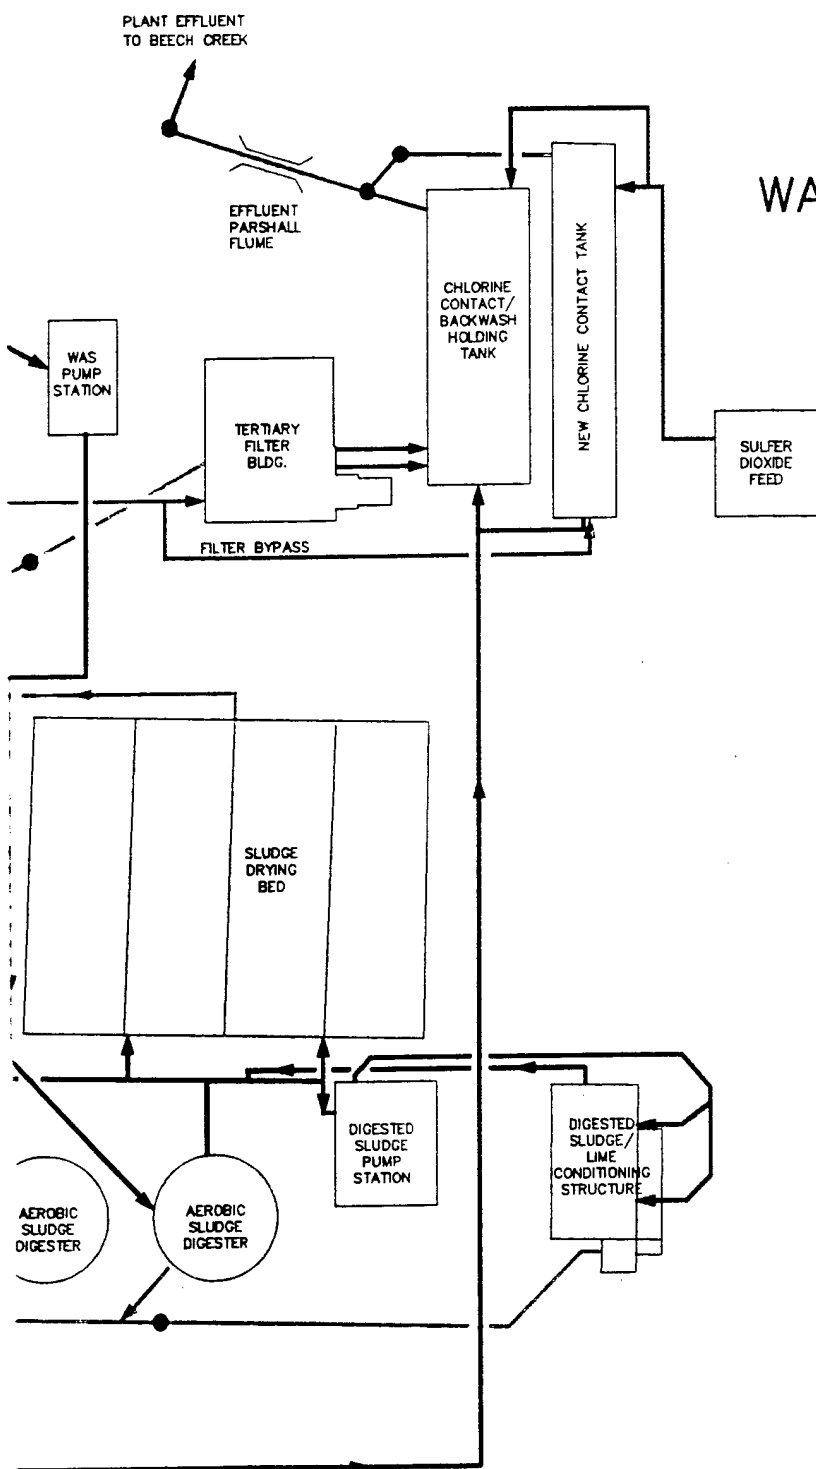 PLANT EFFLUENT
TO BEECH CREEK
EFFLUENT
PARSHALL
FLUME
WA
CHLORINE
CONTACT/
BACKWASH
HOLDING
TANK
NEW CHLORINE CONTACT TANK
WAS
PUMP
STATION
TERTIARY
FILTER
BLDG.
SULFER
DIOXIDE
FEED
FILTER BYPASS
SLUDGE
DRYING
BED
DIGESTED
SLUDGE
PUMP
STATION
DIGESTED
SLUDGE/
LIME
CONDITIONING
STRUCTURE
AEROBIC
SLUDGE
DIGESTER
AEROBIC
SLUDGE
DIGESTER